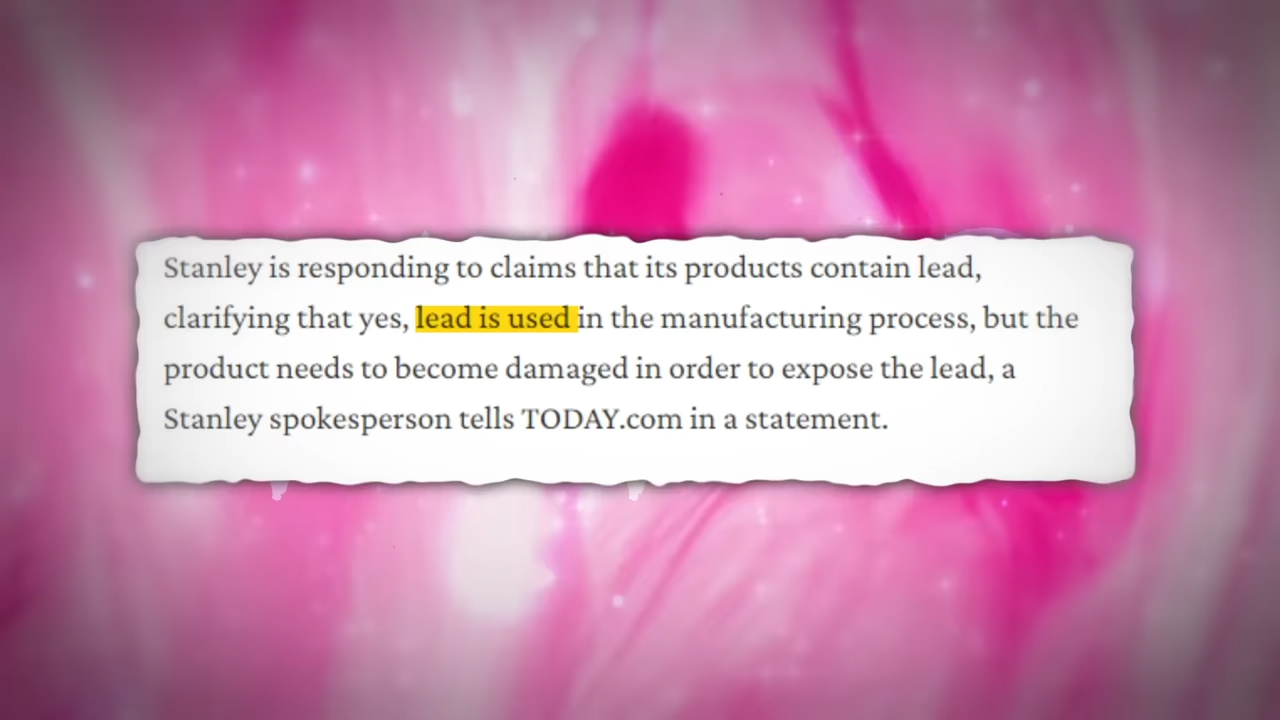 Stanley is responding to claims that its products contain lead,
clarifying that yes, lead is used in the manufacturing process, but the
product needs to become damaged in order to expose the lead, a
Stanley spokesperson tells TODAY.com in a statement.